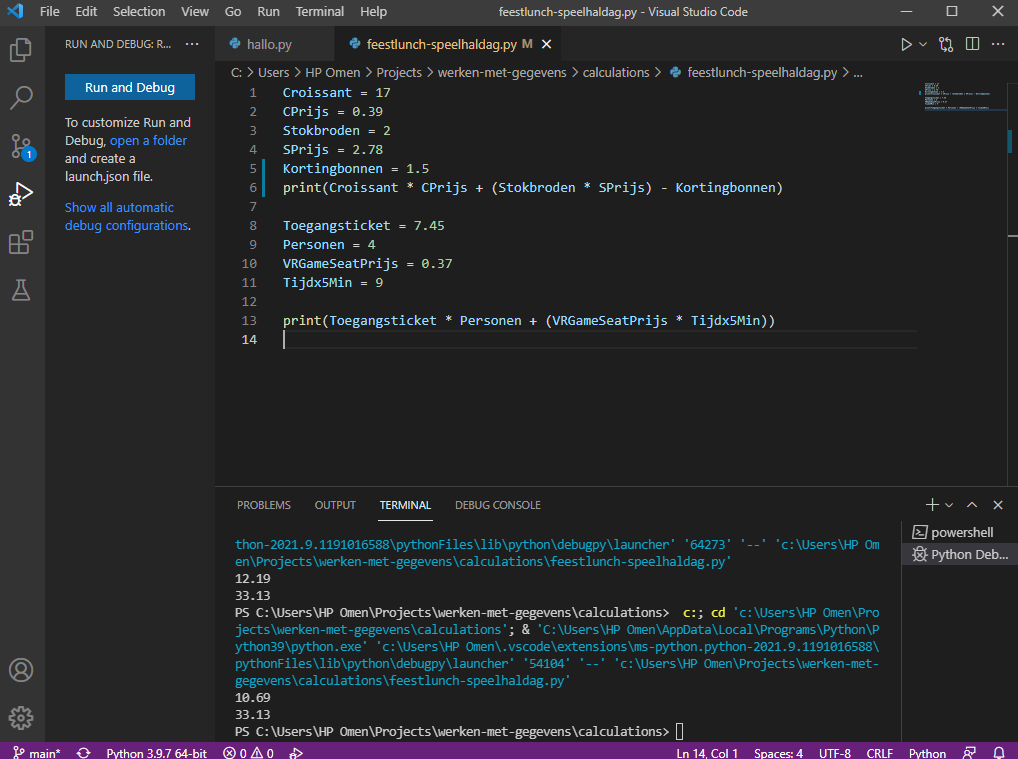 File Edit Selection View Go Run Terminal Help feestlunch-speelhaldag.py - Visual Studio Code
RUN AND DEBUG: R... ···
hallo.py feestlunch-speelhaldag.py M
C: > Users > HP Omen > Projects > werken-met-gegevens > calculations > feestlunch-speelhaldag.py > ...
Run and Debug
To customize Run and
Debug, open a folder
and create a
launch.json file.
Show all automatic
debug configurations.
1
1 Croissant = 17
2 CPrijs = 0.39
3 Stokbroden = 2
4 SPrijs = 2.78
5 Kortingbonnen = 1.5
6 print(Croissant * CPrijs + (Stokbroden * SPrijs) - Kortingbonnen)
7
8 Toegangsticket = 7.45
9 Personen = 4
10 VRGameSeatPrijs = 0.37
11 Tijdx5Min = 9
12
13 print(Toegangsticket * Personen + (VRGameSeatPrijs * Tijdx5Min))
14
PROBLEMS OUTPUT TERMINAL DEBUG CONSOLE
powershell
Python Deb...
thon-2021.9.1191016588\pythonFiles\lib\python\debugpy\launcher' '64273' '--' 'c:\Users\HP Om
en\Projects\werken-met-gegevens\calculations\feestlunch-speelhaldag.py'
12.19
33.13
PS C:\Users\HP Omen\Projects\werken-met-gegevens\calculations>  c:; cd 'c:\Users\HP Omen\Pro
jects\werken-met-gegevens\calculations'; & 'C:\Users\HP Omen\AppData\Local\Programs\Python\P
ython39\python.exe' 'c:\Users\HP Omen\.vscode\extensions\ms-python.python-2021.9.1191016588\
pythonFiles\lib\python\debugpy\launcher' '54104' '--' 'c:\Users\HP Omen\Projects\werken-met-
gegevens\calculations\feestlunch-speelhaldag.py'
10.69
33.13
PS C:\Users\HP Omen\Projects\werken-met-gegevens\calculations>
main* Python 3.9.7 64-bit 0 0 Ln 14, Col 1 Spaces: 4 UTF-8 CRLF Python